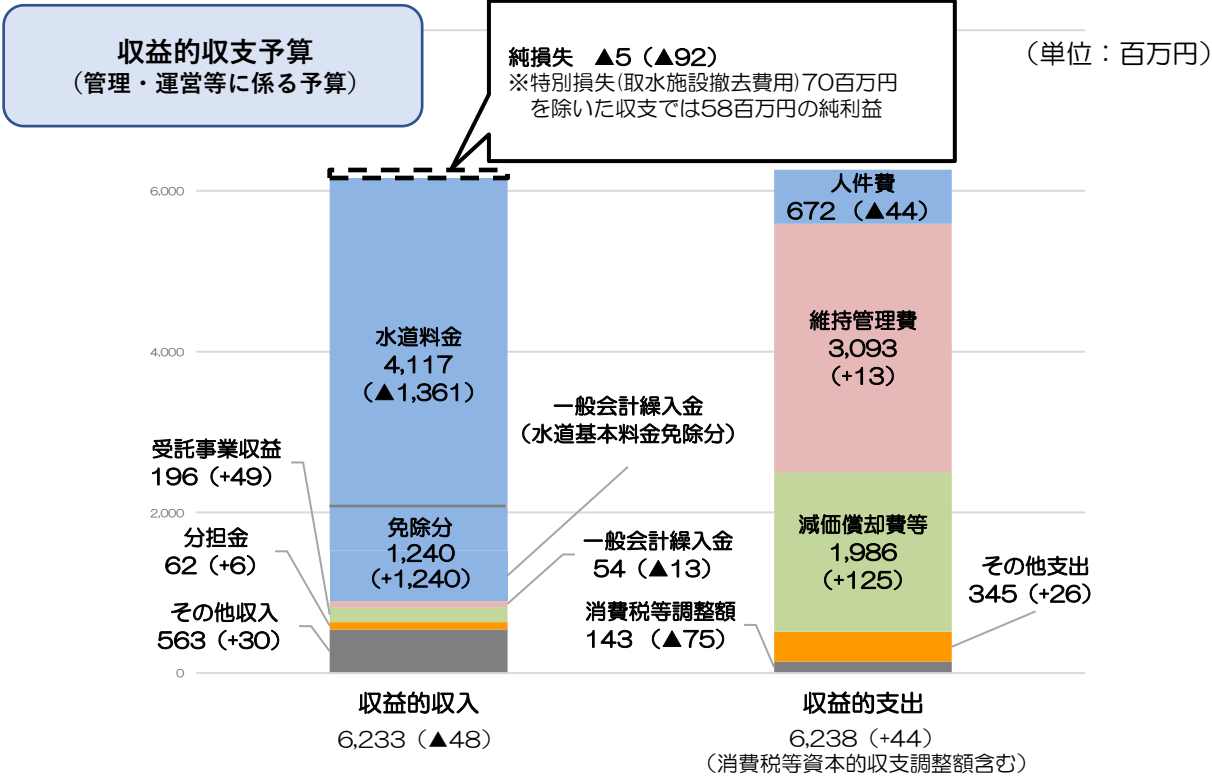 収益的収支予算
（管理・運営等に係る予算）
純損失　▲5（▲92）
※特別損失(取水施設撤去費用)70百万円
を除いた収支では58百万円の純利益
（単位：百万円）
6,000
4,000
2,000
0
水道料金
4,117
（▲1,361）
免除分
1,240
（+1,240）
一般会計繰入金
（水道基本料金免除分）
受託事業収益
196（+49）
分担金
62（+6）
その他収入
563（+30）
一般会計繰入金
54（▲13）
人件費
672（▲44）
維持管理費
3,093
（+13）
減価償却費等
1,986
（+125）
その他支出
345（+26）
消費税等調整額
143（▲75）
収益的収入
6,233（▲48）
収益的支出
6,238（+44）
（消費税等資本的収支調整額含む）